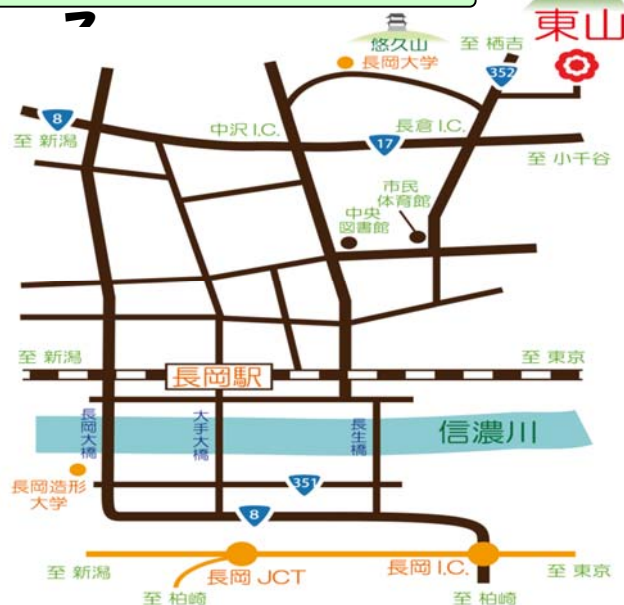 る
東山
悠久山
至 栖吉
長岡大学
352
8
至 新潟
中沢 I.C.
長倉 I.C.
17
至 小千谷
市民
体育館
中央
図書館
至 新潟
至 東京
長岡駅
長岡大橋
大手大橋
長生橋
信濃川
長岡造形
大学
351
8
至 新潟
長岡 JCT
長岡 I.C.
至 東京
至 柏崎
至 柏崎